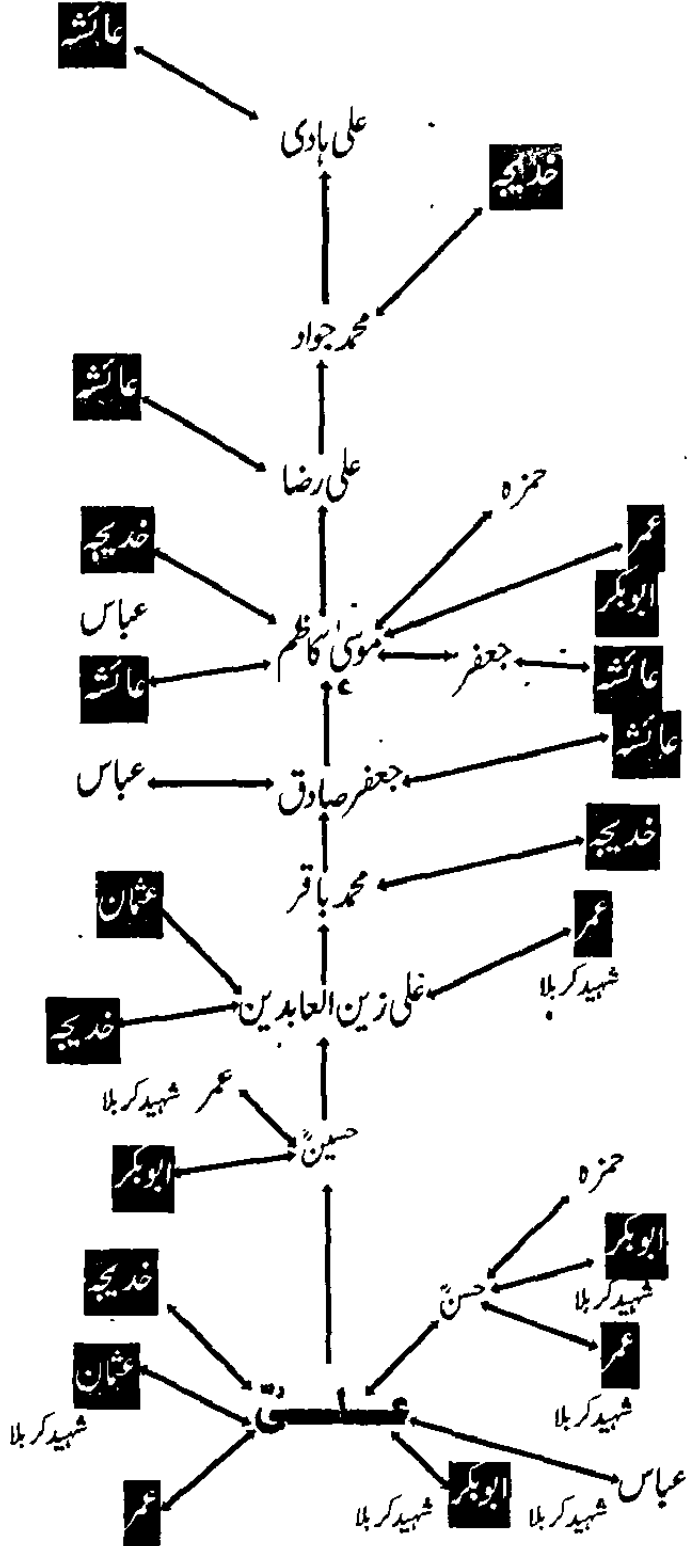 عائشہ
علی ہادی
خدیجہ
محمد جواد
عائشہ
علی رضا
حمزہ
خدیجہ
عمر
عباس
ابوبکر
موسیٰ کاظم
جعفر
عائشہ
عائشہ
عائشہ
عباس
جعفر صادق
خدیجہ
محمد باقر
عثمان
عمر
شہید کربلا
علی زین العابدین
خدیجہ
عمر شہید کربلا
حسینؓ
ابوبکر
حمزہ
ابوبکر
شہید کربلا
خدیجہ
حسنؓ
عمر
شہید کربلا
عثمان
شہید کربلا
علیؓ
عباس
شہید کربلا
ابوبکر
شہید کربلا
عمر